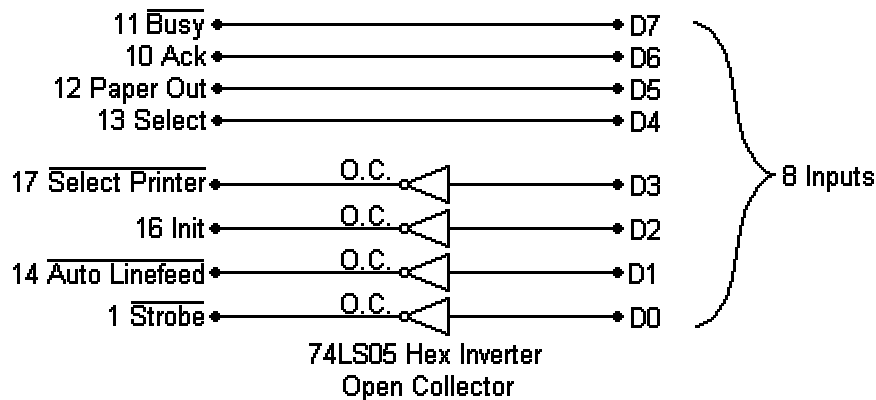 11 Busy D7
10 Ack D6
12 Paper Out D5
13 Select D4
17 Select Printer O.C. D3 8 Inputs
16 Init O.C. D2
14 Auto Linefeed O.C. D1
1 Strobe O.C. D0
74LS05 Hex Inverter
Open Collector